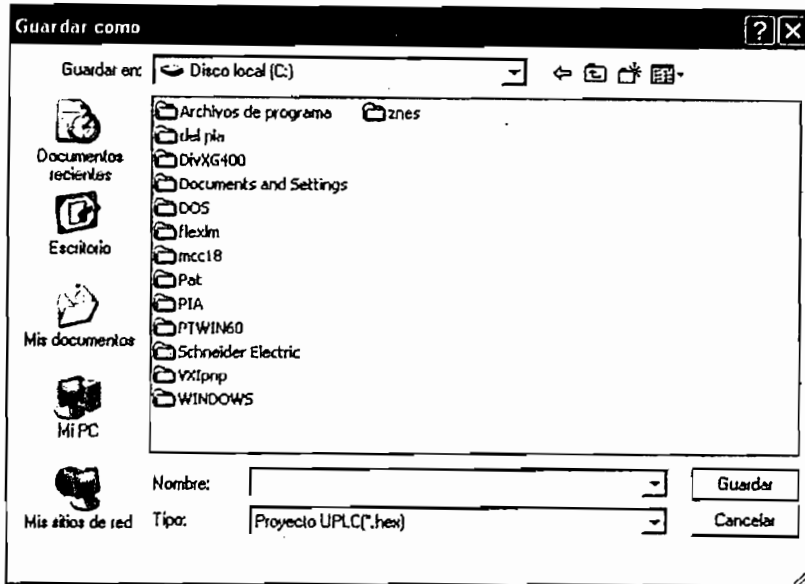 Guardar como
Guardar en:
Disco local (C:)
Archivos de programa
znes
del pia
DivXG400
Documents and Settings
DOS
flexlm
mcc18
Pat
PIA
PTWIN60
Schneider Electric
VXIpnp
WINDOWS
Documentos recientes
Escritorio
Mis documentos
Mi PC
Mis sitios de red
Nombre:
Guardar
Tipo:
Proyecto UPLC(*.hex)
Cancelar